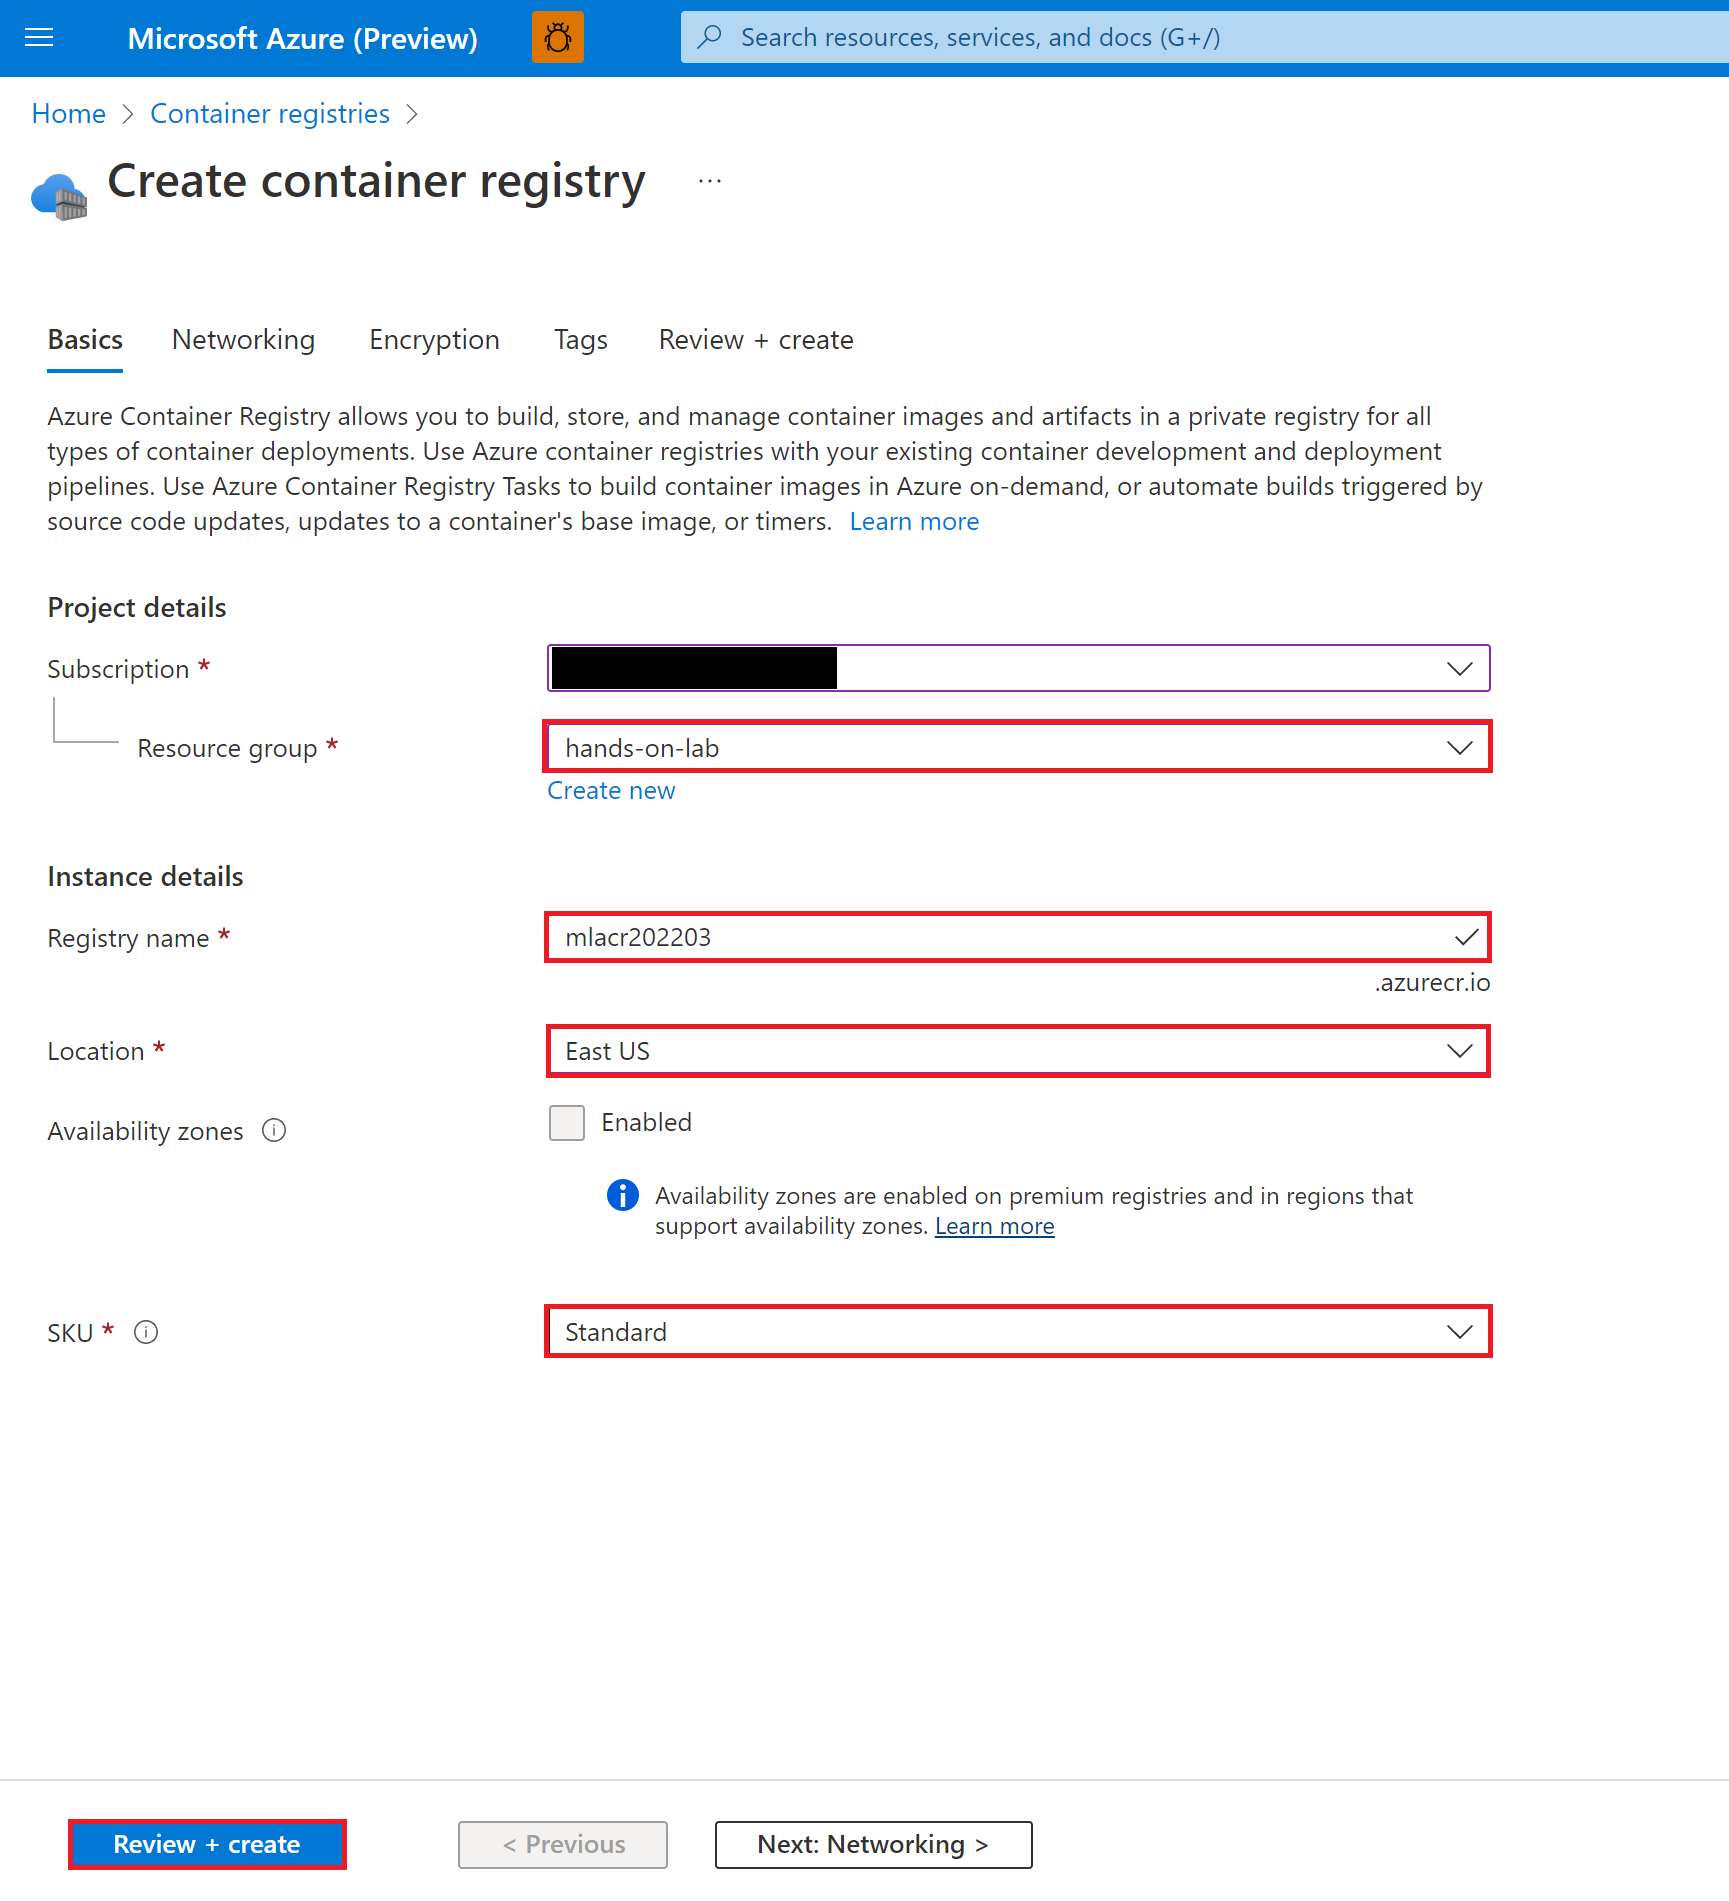 Microsoft Azure (Preview)
Search resources, services, and docs (G+/)
Home > Container registries >
Create container registry ...
Basics Networking Encryption Tags Review + create
Azure Container Registry allows you to build, store, and manage container images and artifacts in a private registry for all
types of container deployments. Use Azure container registries with your existing container development and deployment
pipelines. Use Azure Container Registry Tasks to build container images in Azure on-demand, or automate builds triggered by
source code updates, updates to a container's base image, or timers. Learn more
Project details
Subscription *
Resource group * hands-on-lab
Create new
Instance details
Registry name * mlacr202203
.azurecr.io
Location * East US
Availability zones Enabled
Availability zones are enabled on premium registries and in regions that
support availability zones. Learn more
SKU * Standard
Review + create < Previous Next: Networking >